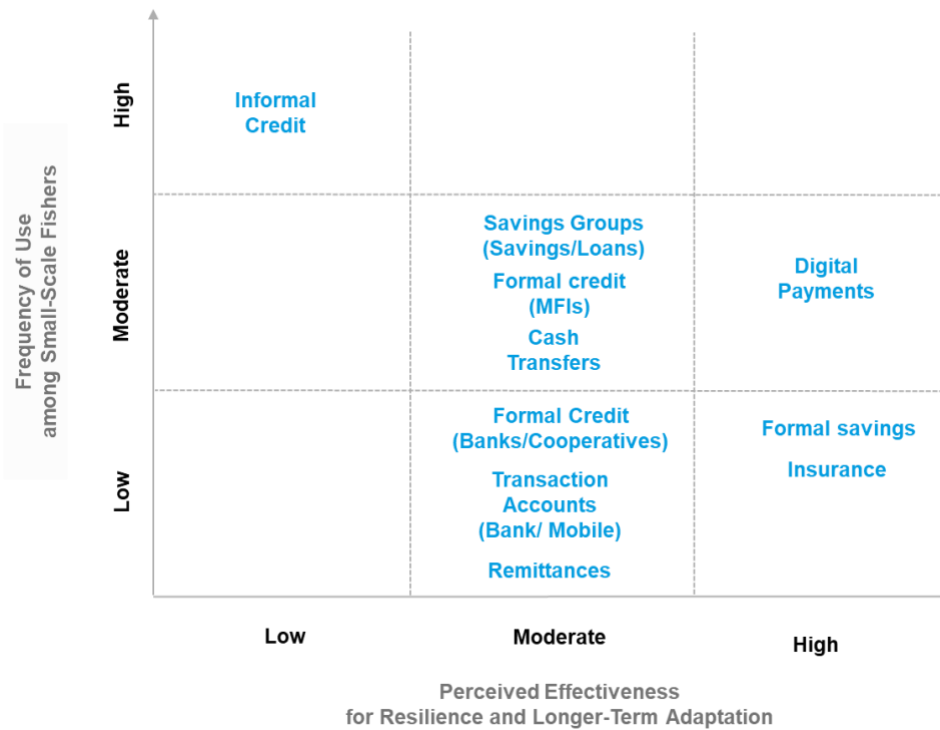 Frequency of Use
among Small-Scale Fishers
High
Moderate
Low
Informal
Credit
Savings Groups
(Savings/Loans)
Formal credit
(MFIs)
Cash
Transfers
Digital
Payments
Formal Credit
(Banks/Cooperatives)
Transaction
Accounts
(Bank/ Mobile)
Remittances
Formal savings
Insurance
Low
Moderate
High
Perceived Effectiveness
for Resilience and Longer-Term Adaptation